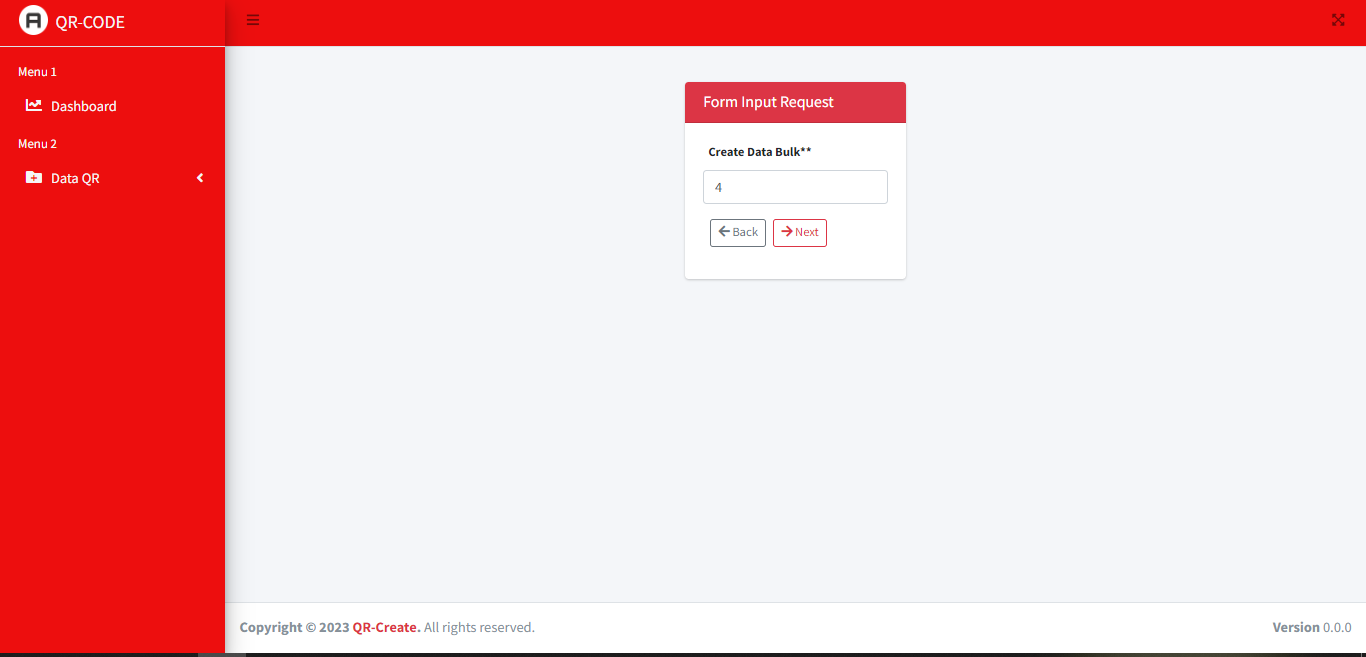 A QR-CODE
Menu 1
Dashboard
Menu 2
Data QR
Form Input Request
Create Data Bulk**
4
Back Next
Copyright © 2023 QR-Create. All rights reserved.
Version 0.0.0